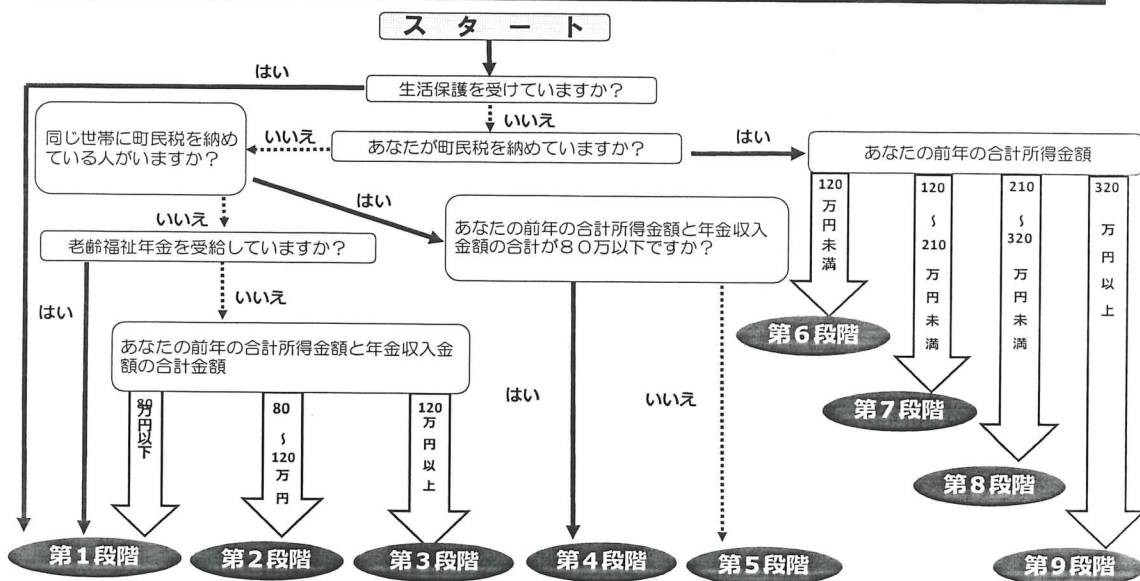 スタート
生活保護を受けていますか？
はい
いいえ
あなたが町民税を納めていますか？
いいえ
はい
同じ世帯に町民税を納め
ている人がいますか？
いいえ
はい
老齢福祉年金を受給していますか？
はい
いいえ
あなたの前年の合計所得金額と年金収入金
額の合計金額
80万円以下
80～120万円
120万円以上
あなたの前年の合計所得金額と年金収入
金額の合計が８０万以下ですか？
はい
いいえ
あなたの前年の合計所得金額
120万円未満
120～210万円未満
210～320万円未満
320万円以上
第6段階
第7段階
第8段階
第1段階
第2段階
第3段階
第4段階
第5段階
第9段階